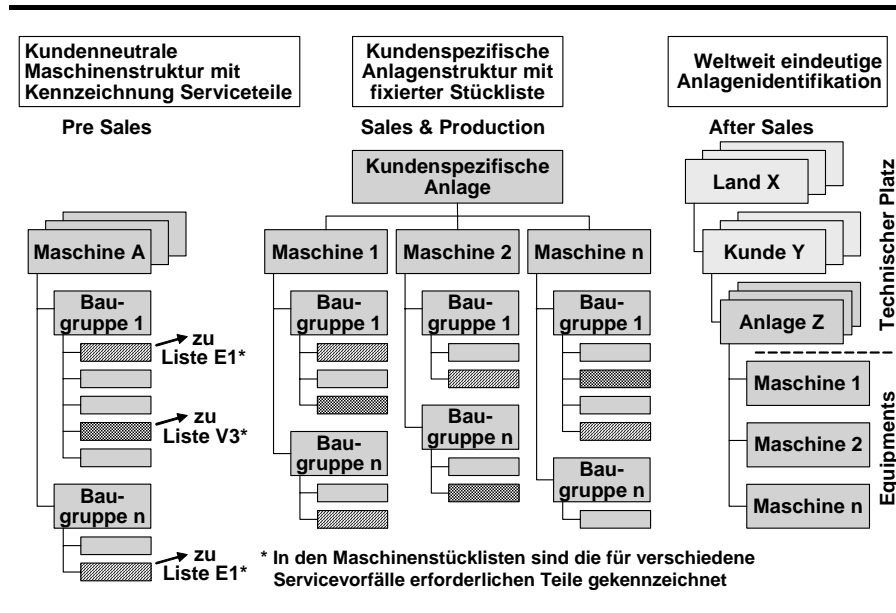 Kundenneutrale
Maschinenstruktur mit
Kennzeichnung Serviceteile
Kundenspezifische
Anlagenstruktur mit
fixierter Stückliste
Weltweit eindeutige
Anlagenidentifikation
Pre Sales
Sales & Production
After Sales
Maschine A
Bau-
gruppe 1
zu
Liste E1*
zu
Liste V3*
Bau-
gruppe n
zu
Liste E1*
Kundenspezifische
Anlage
Maschine 1
Maschine 2
Maschine n
Bau-
gruppe 1
Bau-
gruppe 1
Bau-
gruppe 1
Bau-
gruppe n
Bau-
gruppe n
Bau-
gruppe n
Land X
Kunde Y
Anlage Z
Technischer Platz
Maschine 1
Maschine 2
Maschine n
Equipments
* In den Maschinenstücklisten sind die für verschiedene
Servicevorfälle erforderlichen Teile gekennzeichnet